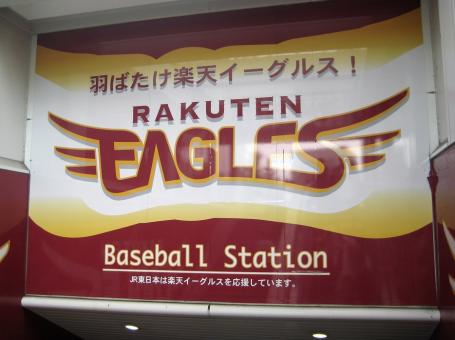 羽ばたけ楽天イーグルス！
RAKUTEN
EAGLES
Baseball Station
JR東日本は楽天イーグルスを応援しています。